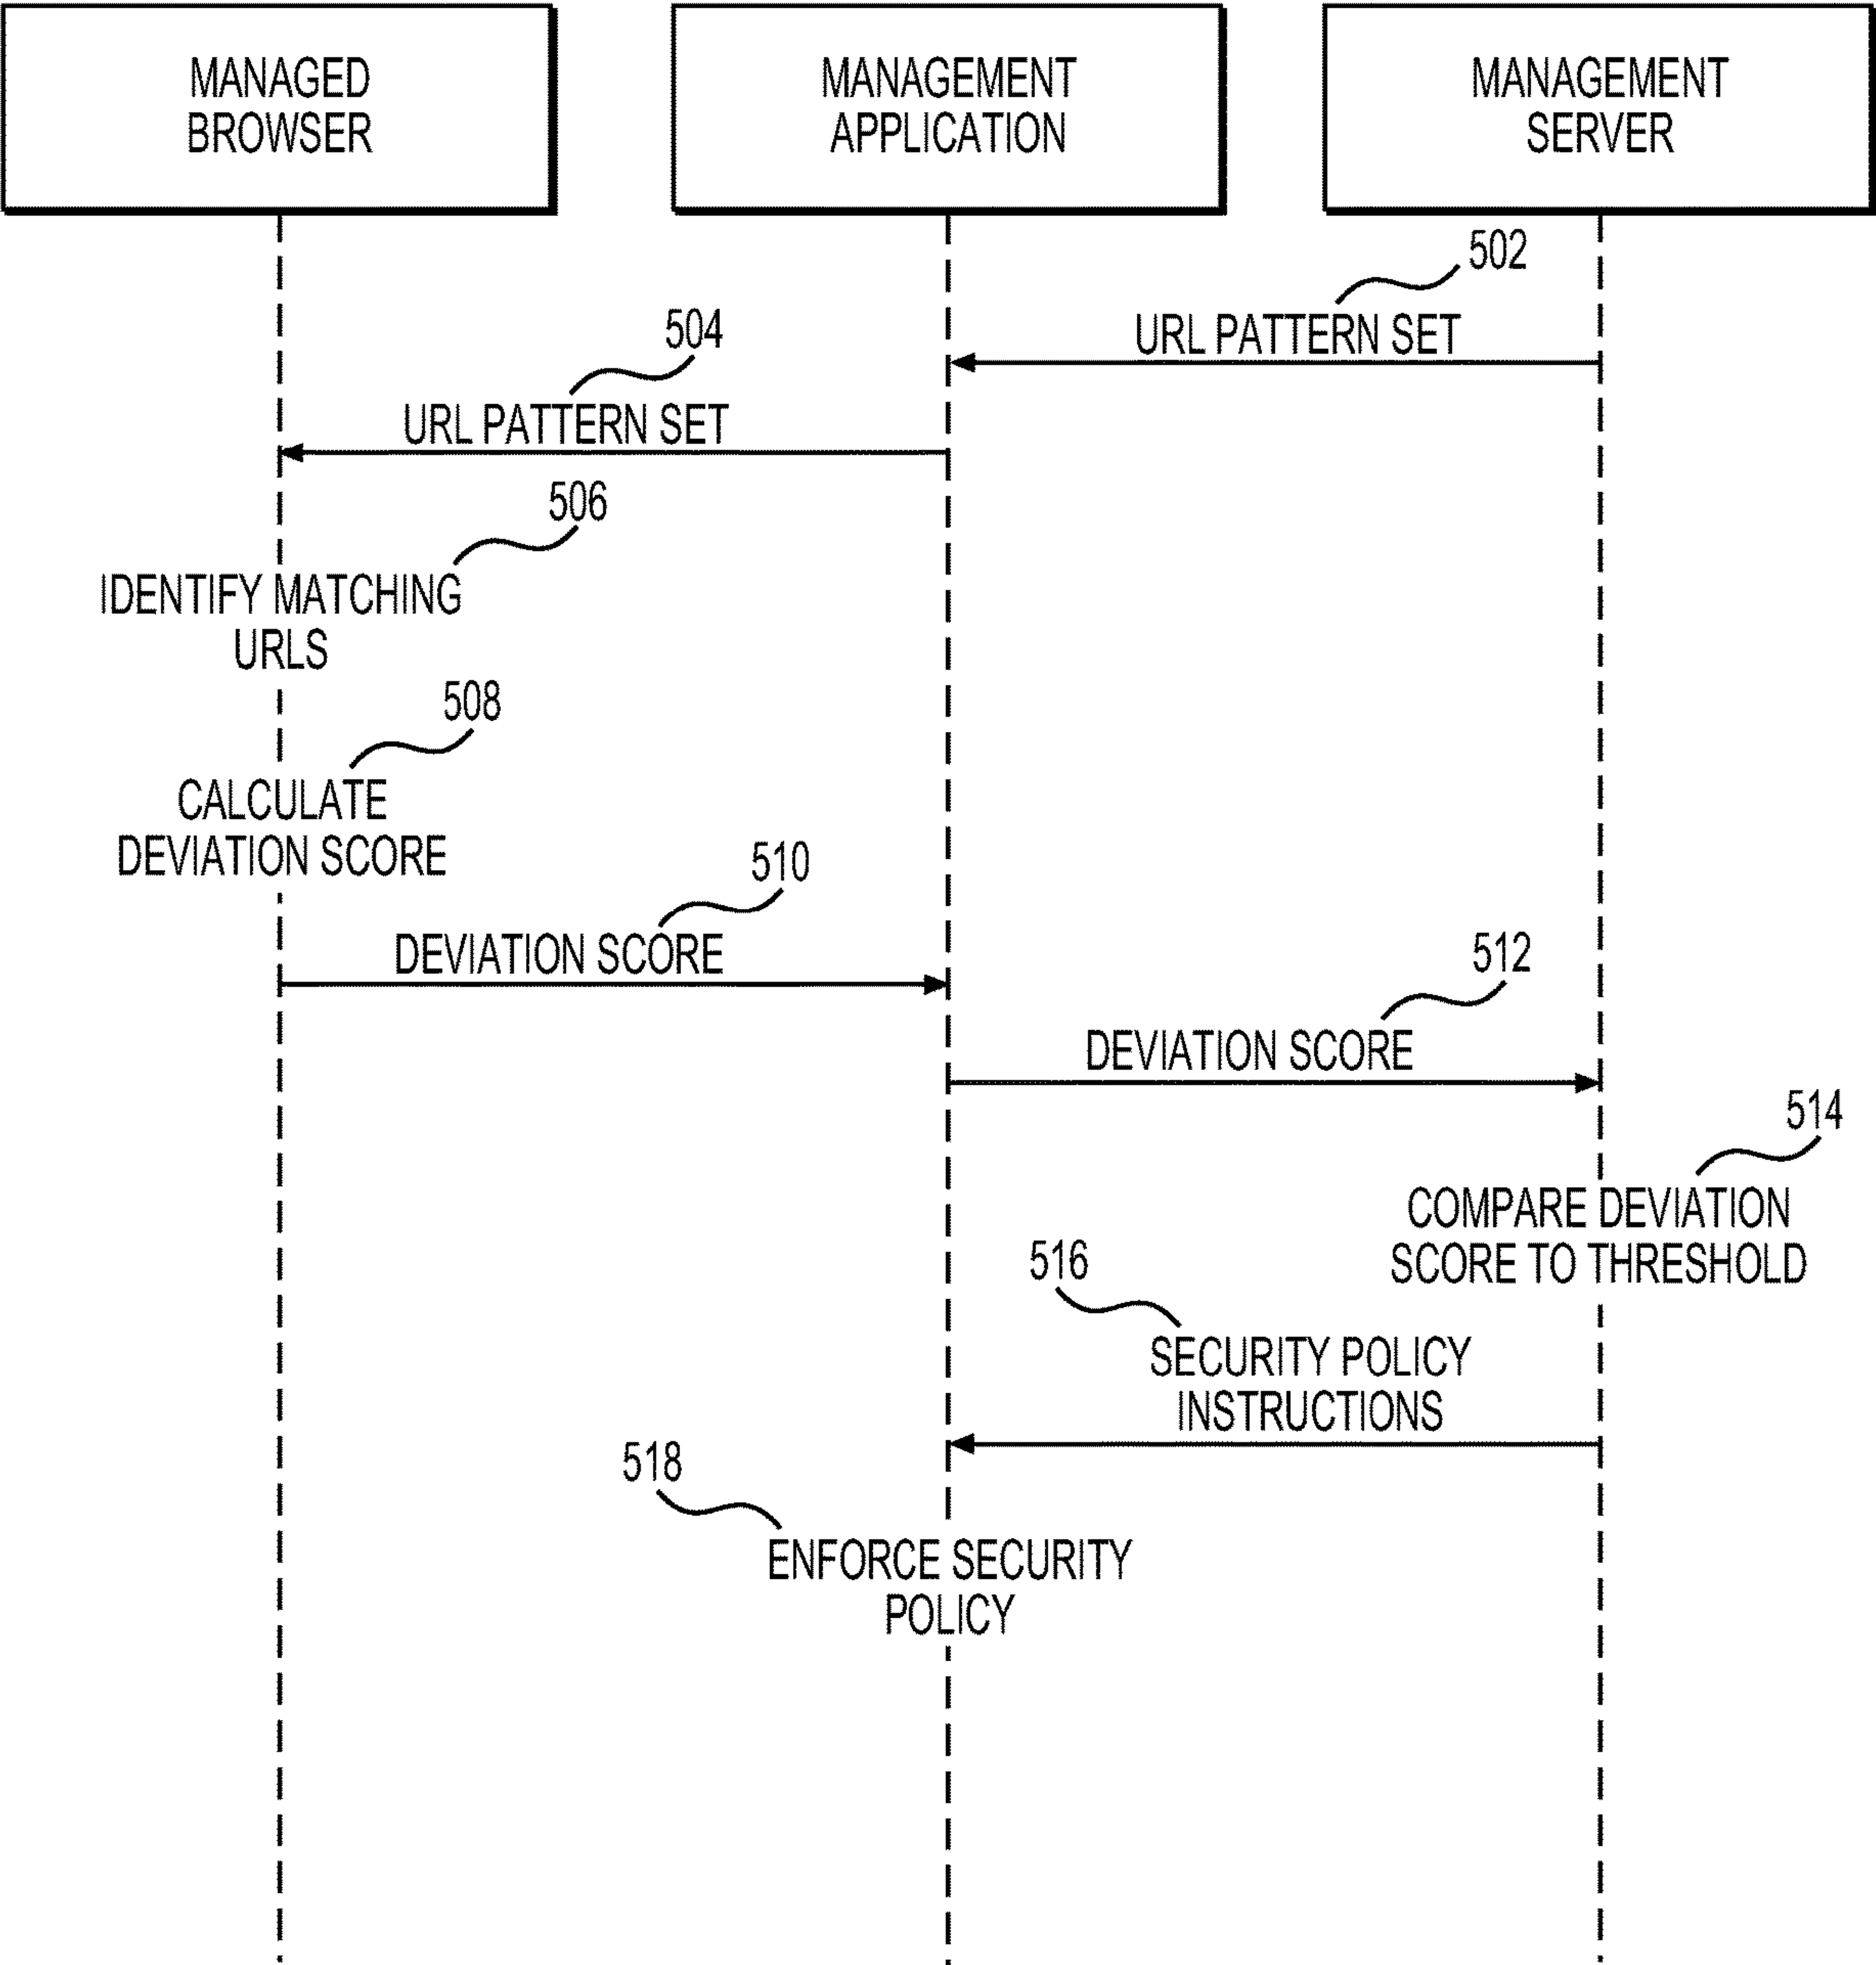 MANAGED
BROWSER
MANAGEMENT
APPLICATION
MANAGEMENT
SERVER
502
URL PATTERN SET
504
URL PATTERN SET
506
IDENTIFY MATCHING
URLS
508
CALCULATE
DEVIATION SCORE
510
DEVIATION SCORE
512
DEVIATION SCORE
514
COMPARE DEVIATION
SCORE TO THRESHOLD
516
SECURITY POLICY
INSTRUCTIONS
518
ENFORCE SECURITY
POLICY